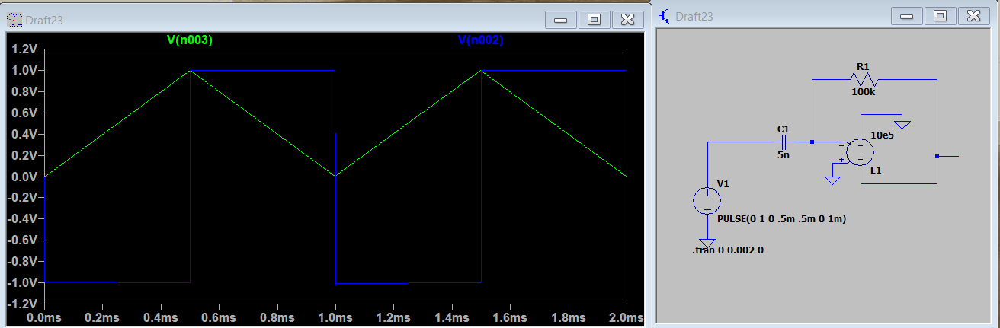 Draft23
V(n003) V(n002)
1.2V
1.0V
0.8V
0.6V
0.4V
0.2V
0.0V
-0.2V
-0.4V
-0.6V
-0.8V
-1.0V
-1.2V
0.0ms 0.2ms 0.4ms 0.6ms 0.8ms 1.0ms 1.2ms 1.4ms 1.6ms 1.8ms 2.0ms
Draft23
R1
100k
C1
5n
10e5
E1
V1
PULSE(0 1 0 .5m .5m 0 1m)
.tran 0 0.002 0